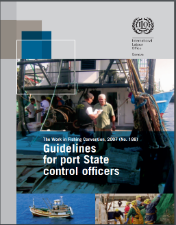 International
Labour
Office
Geneva
The Work in Fishing Convention, 2007 (No. 188)
Guidelines
for port State
control officers